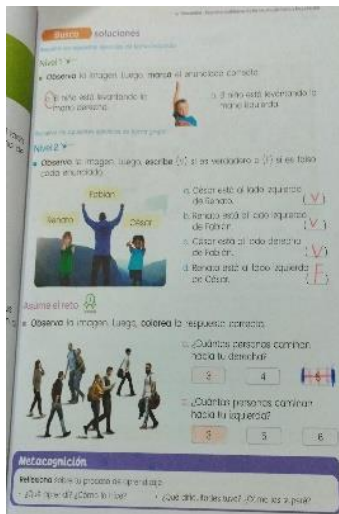 Busco soluciones
Nivel 1
Observa la imagen. Luego, marca el enunciado correcto.
a. El niño está levantando la
mano derecha.
b. El niño está levantando la
mano izquierda.
Nivel 2
Observa la imagen. Luego, escribe (V) si es verdadero o (F) si es falso
cada enunciado.
Fabián
Renato
César
a. César está al lado izquierdo
de Renato.
( V )
b. Renato está al lado izquierdo
de Fabián.
( V )
c. César está al lado derecho
de Fabián.
( V )
d. Renato está al lado izquierdo
de César.
( F )
Asume el reto
Observa la imagen. Luego, colorea la respuesta correcta.
¿Cuántas personas caminan
hacia tu derecha?
3 4
¿Cuántas personas caminan
hacia tu izquierda?
3 5 6
Metacognición
Reflexiona sobre tu proceso de aprendizaje.
¿Qué aprendí? ¿Cómo lo hice?
¿Qué dificultades tuve? ¿Cómo las superé?